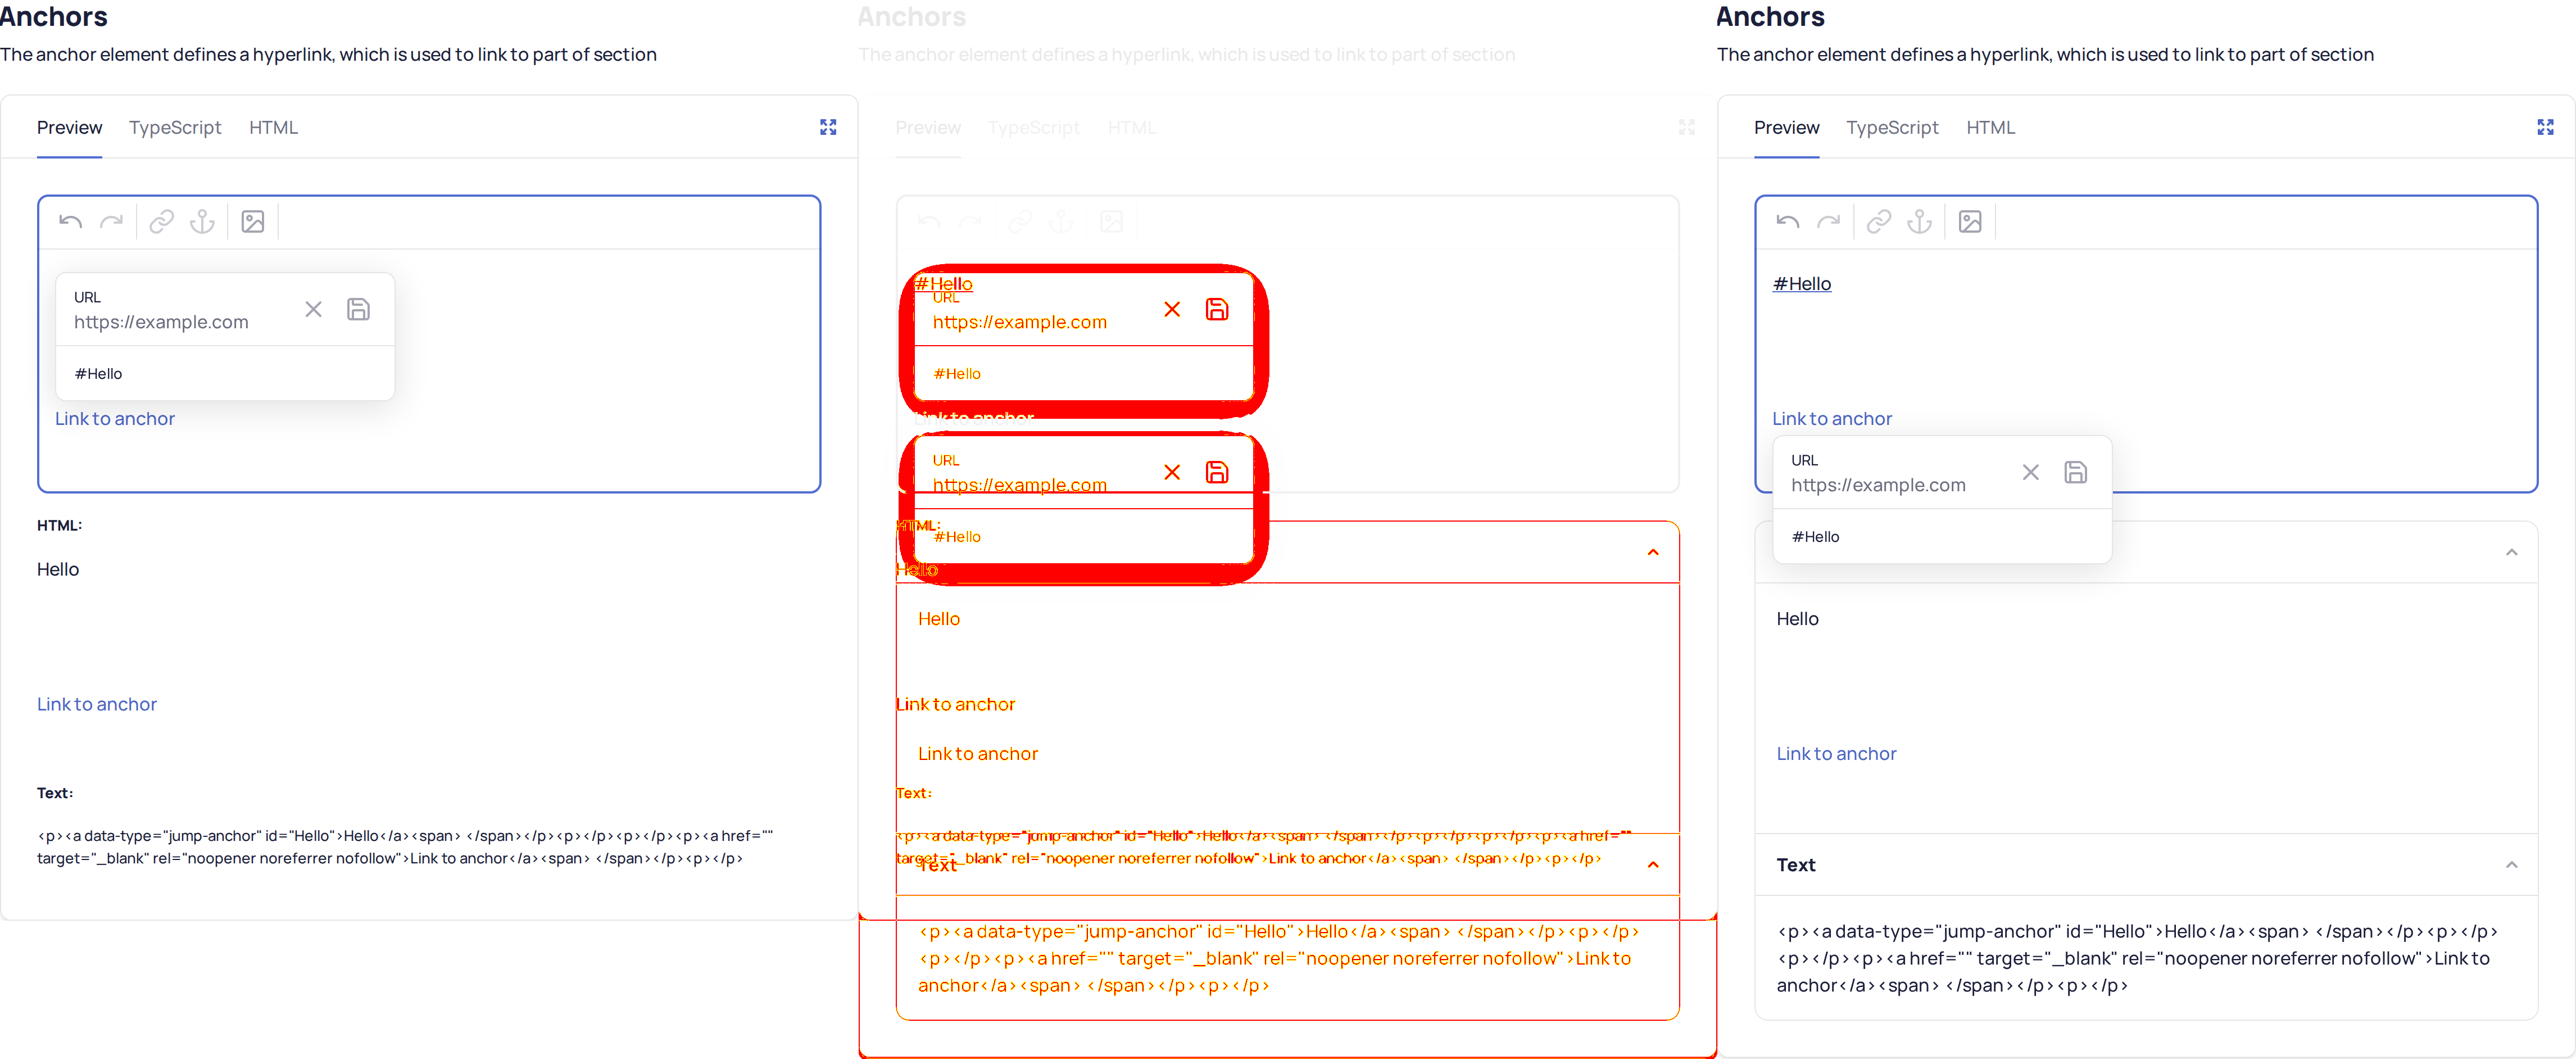 Anchors
The anchor element defines a hyperlink, which is used to link to part of section
Preview TypeScript HTML
URL
https://example.com
#Hello
Link to anchor
HTML:
Hello
Link to anchor
Text:
<p><a data-type="jump-anchor" id="Hello">Hello</a><span> </span></p><p></p><p></p><p><a href=""
target="_blank" rel="noopener noreferrer nofollow">Link to anchor</a><span> </span></p><p></p>
Anchors
The anchor element defines a hyperlink, which is used to link to part of section
Preview TypeScript HTML
#Hello
URL
https://example.com
#Hello
Link to anchor
URL
https://example.com
HTML:
#Hello
Hello
Hello
Link to anchor
Link to anchor
Text:
<p><a data-type="jump-anchor" id="Hello">Hello</a><span> </span></p><p></p><p></p><p><a href=""
target="_blank" rel="noopener noreferrer nofollow">Link to anchor</a><span> </span></p><p></p>
Text
<p><a data-type="jump-anchor" id="Hello">Hello</a><span> </span></p><p></p>
<p></p><p><a href="" target="_blank" rel="noopener noreferrer nofollow">Link to
anchor</a><span> </span></p><p></p>
Anchors
The anchor element defines a hyperlink, which is used to link to part of section
Preview TypeScript HTML
#Hello
Link to anchor
URL
https://example.com
#Hello
Hello
Link to anchor
Text
<p><a data-type="jump-anchor" id="Hello">Hello</a><span> </span></p><p></p>
<p></p><p><a href="" target="_blank" rel="noopener noreferrer nofollow">Link to
anchor</a><span> </span></p><p></p>